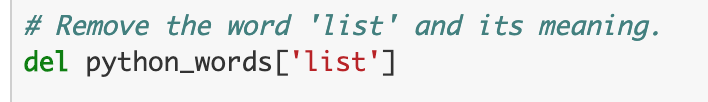 # Remove the word 'list' and its meaning.
del python_words['list']